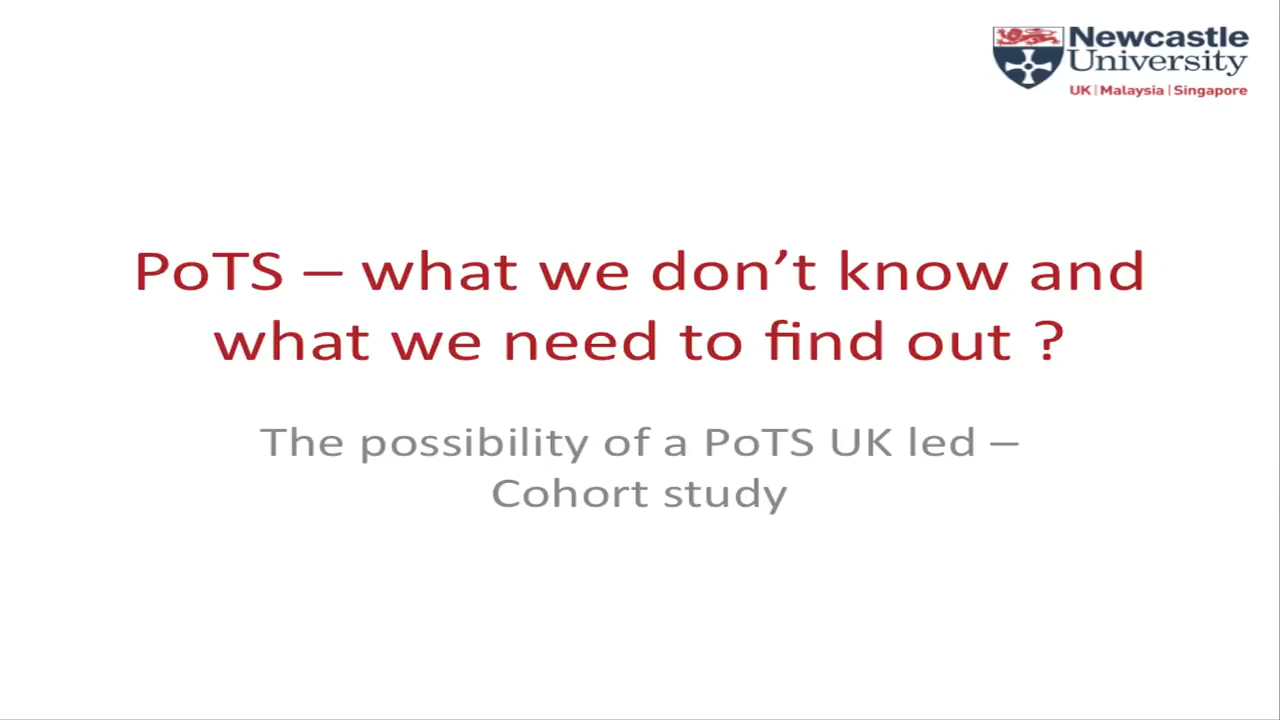 Newcastle
University
UK | Malaysia | Singapore
PoTS – what we don’t know and
what we need to find out ?
The possibility of a PoTS UK led –
Cohort study